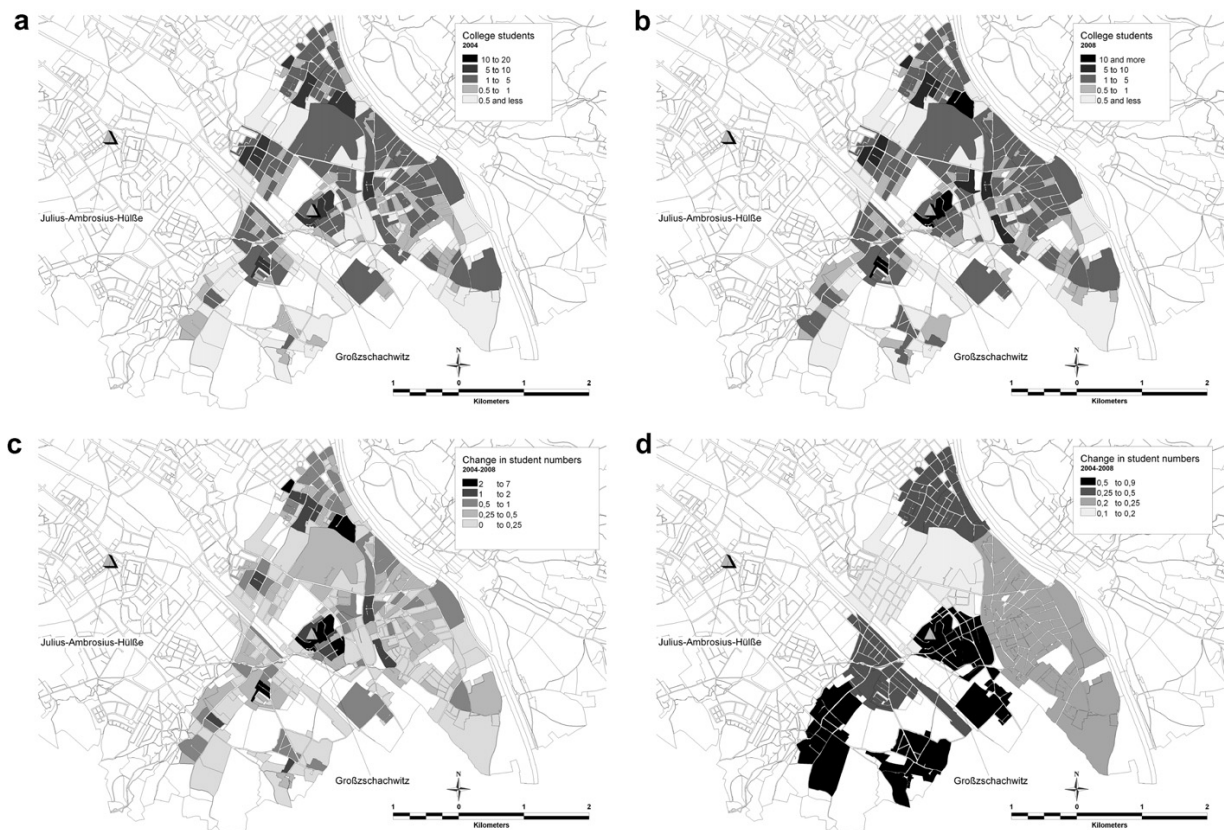 a
College students
2004
10 to 20
5 to 10
1 to 5
0.5 to 1
0.5 and less
Julius-Ambrosius-Hülße
Großzschachwitz
N
1 0 1 2
Kilometers
b
College students
2008
10 and more
5 to 10
1 to 5
0.5 to 1
0.5 and less
Julius-Ambrosius-Hülße
Großzschachwitz
N
1 0 1 2
Kilometers
c
Change in student numbers
2004-2008
2 to 7
1 to 2
0,5 to 1
0,25 to 0,5
0 to 0,25
Julius-Ambrosius-Hülße
Großzschachwitz
N
1 0 1 2
Kilometers
d
Change in student numbers
2004-2008
0,5 to 0,9
0,25 to 0,5
0,2 to 0,25
0,1 to 0,2
Julius-Ambrosius-Hülße
Großzschachwitz
N
1 0 1 2
Kilometers